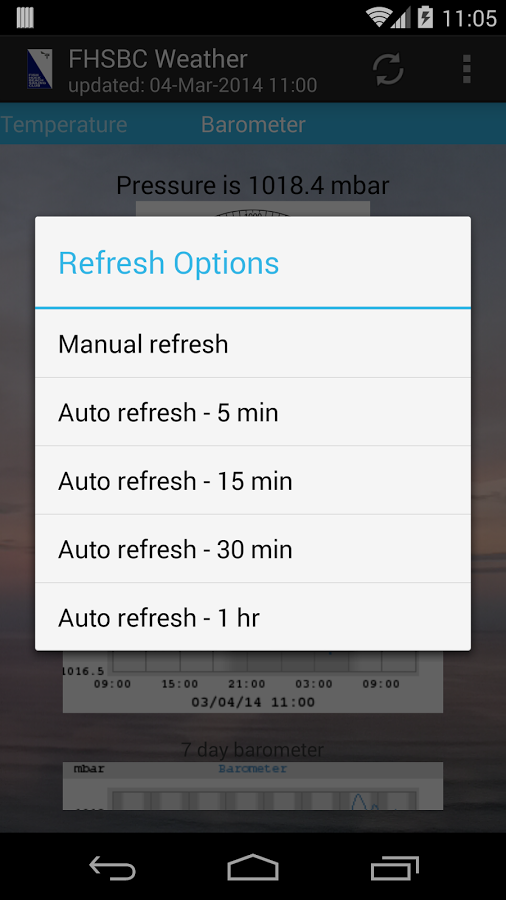 11:05
FHSBC Weather
updated: 04-Mar-2014 11:00
Temperature
Barometer
Pressure is 1018.4 mbar
Refresh Options
Manual refresh
Auto refresh - 5 min
Auto refresh - 15 min
Auto refresh - 30 min
Auto refresh - 1 hr
1016.5
09:00 15:00 21:00 03:00 09:00
03/04/14 11:00
7 day barometer
mbar Barometer